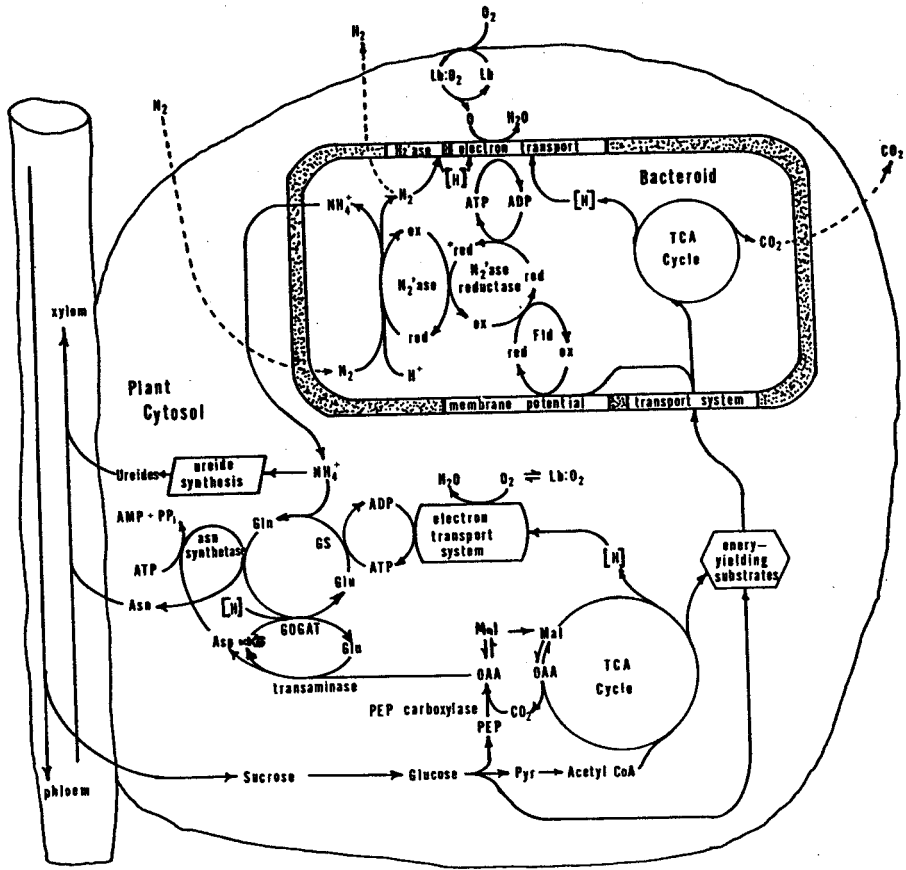 O2
N2
Lb:O2 Lb
N2
O H2O
H2'ase electron transport
CO2
[H]
Bacteroid
NH4+
N2
ATP ADP
[H]
TCA
Cycle
CO2
ox
+red
N2'ase
N2'ase
reductase
red
red
ox
Fld
red
ox
xylem
N2
H+
Plant
Cytosol
membrane potential
transport system
Ureides
ureide
synthesis
NH4+
H2O
O2 ⇌ Lb:O2
AMP + PPi
ADP
Gln
electron
transport
system
asn
synthetase
GS
ATP
ATP
Glu
enery-
yielding
substrates
[H]
Asn
[H]
GOGAT
Asp
Glu
Mal
Mal
TCA
Cycle
OAA
OAA
transaminase
PEP carboxylase
CO2
PEP
Sucrose
Glucose
Pyr
Acetyl CoA
phloem